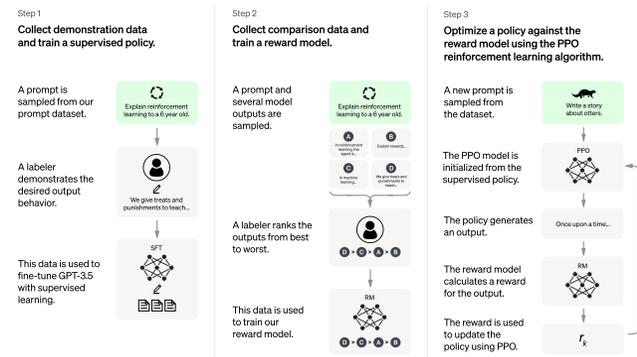 Step 1
Collect demonstration data
and train a supervised policy.
A prompt is
sampled from our
prompt dataset.
Explain reinforcement
learning to a 6 year old.
A labeler
demonstrates the
desired output
behavior.
We give treats and
punishments to teach...
SFT
This data is used to
fine-tune GPT-3.5
with supervised
learning.
Step 2
Collect comparison data and
train a reward model.
A prompt and
several model
outputs are
sampled.
Explain reinforcement
learning to a 6 year old.
A
In reinforcement
learning, the
agent is...
B
Explain rewards...
C
In machine
learning...
D
We give treats and
punishments to
teach...
A labeler ranks the
outputs from best
to worst.
D > C > A > B
RM
This data is used
to train our
reward model.
D > C > A > B
Step 3
Optimize a policy against the
reward model using the PPO
reinforcement learning algorithm.
A new prompt is
sampled from
the dataset.
Write a story
about otters.
The PPO model is
initialized from the
supervised policy.
PPO
The policy generates
an output.
Once upon a time...
The reward model
calculates a reward
for the output.
RM
The reward is used
to update the
policy using PPO.
rk